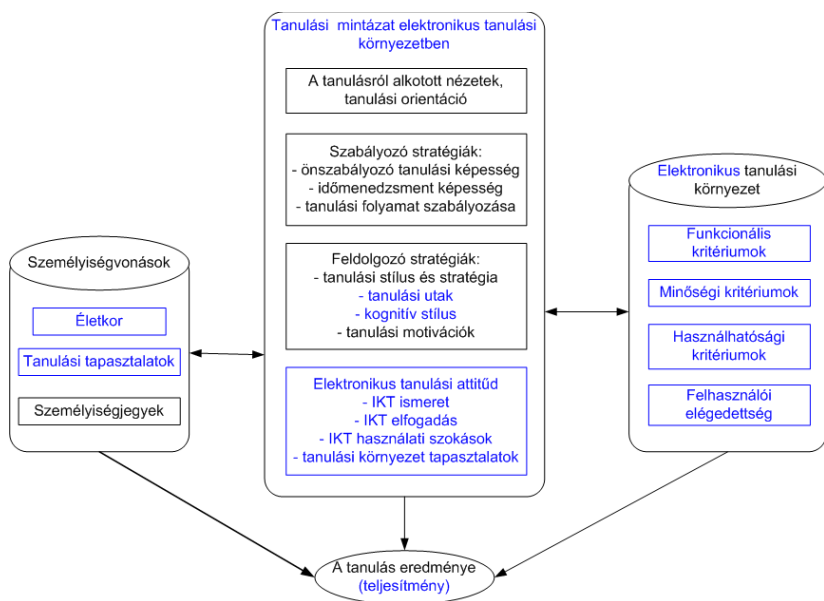 Tanulási mintázat elektronikus tanulási
környezetben
A tanulásról alkotott nézetek,
tanulási orientáció
Szabályozó stratégiák:
- önszabályozó tanulási képesség
- időmenedzsment képesség
- tanulási folyamat szabályozása
Feldolgozó stratégiák:
- tanulási stílus és stratégia
- tanulási utak
- kognitív stílus
- tanulási motivációk
Elektronikus tanulási attitűd
- IKT ismeret
- IKT elfogadás
- IKT használati szokások
- tanulási környezet tapasztalatok
Személyiségvonások
Életkor
Tanulási tapasztalatok
Személyiségjegyek
Elektronikus tanulási
környezet
Funkcionális
kritériumok
Minőségi kritériumok
Használhatósági
kritériumok
Felhasználói
elégedettség
A tanulás eredménye
(teljesítmény)